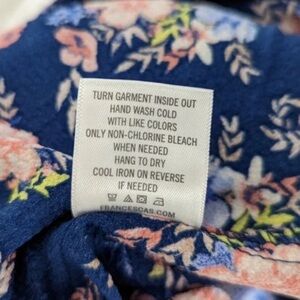 TURN GARMENT INSIDE OUT
HAND WASH COLD
WITH LIKE COLORS
ONLY NON-CHLORINE BLEACH
WHEN NEEDED
HANG TO DRY
COOL IRON ON REVERSE
IF NEEDED
FRANCESCAS.COM